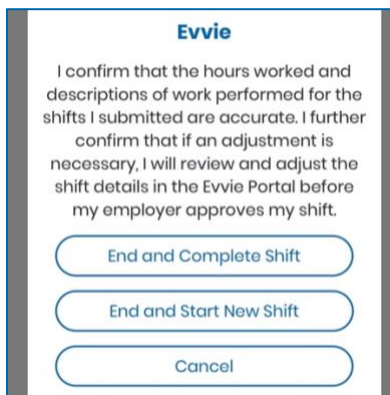 Evvie
I confirm that the hours worked and
descriptions of work performed for the
shifts I submitted are accurate. I further
confirm that if an adjustment is
necessary, I will review and adjust the
shift details in the Evvie Portal before
my employer approves my shift.
End and Complete Shift
End and Start New Shift
Cancel